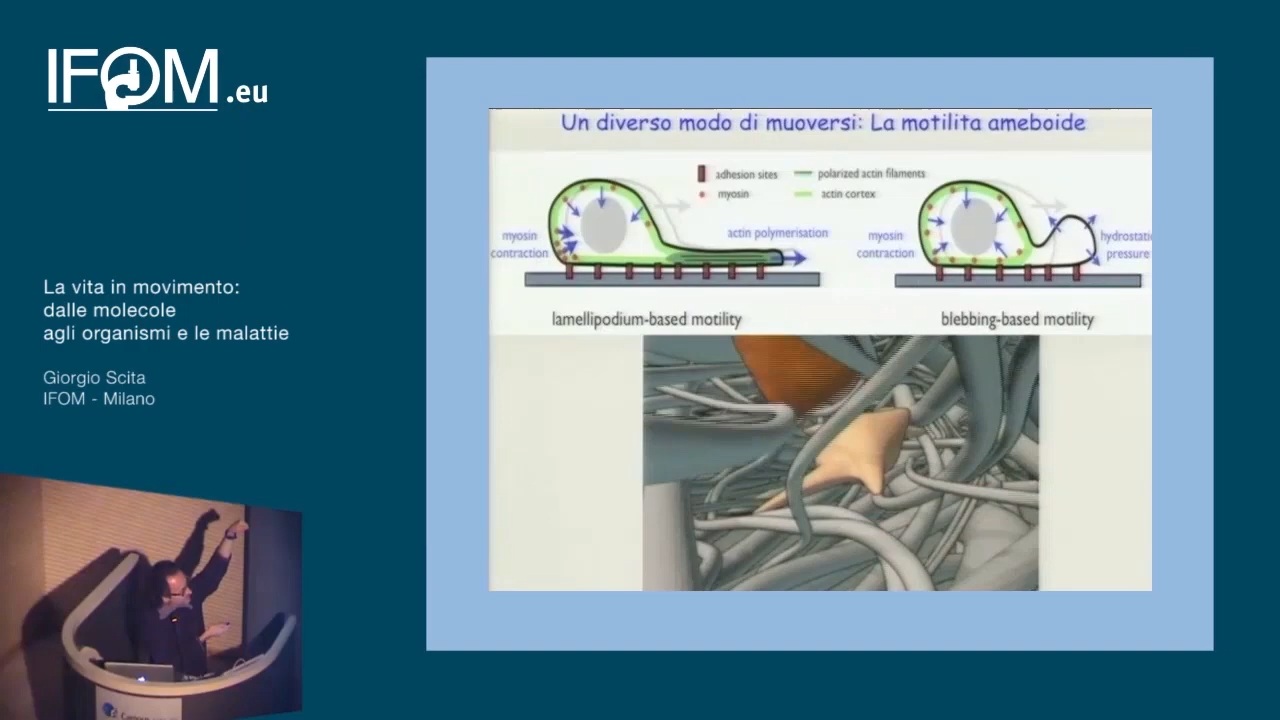 IFOM.eu
La vita in movimento:
dalle molecole
agli organismi e le malattie
Giorgio Scita
IFOM - Milano
Un diverso modo di muoversi: La motilita ameboide
adhesion sites
polarized actin filaments
myosin
actin cortex
myosin
contraction
actin polymerisation
myosin
contraction
hydrostatic
pressure
lamellipodium-based motility
blebbing-based motility